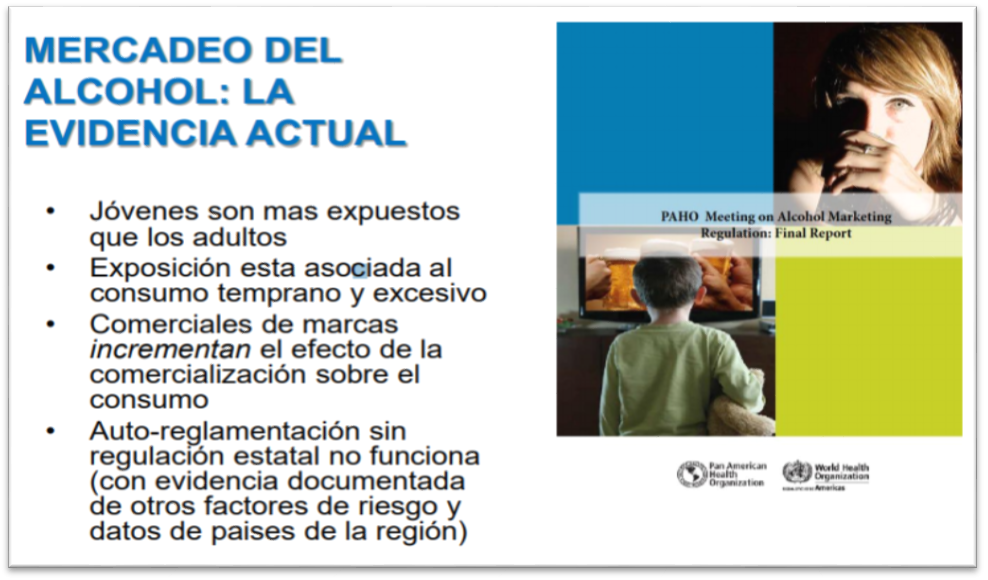 MERCADEO DEL
ALCOHOL: LA
EVIDENCIA ACTUAL
• Jóvenes son mas expuestos
que los adultos
• Exposición esta asociada al
consumo temprano y excesivo
• Comerciales de marcas
incrementan el efecto de la
comercialización sobre el
consumo
• Auto-reglamentación sin
regulación estatal no funciona
(con evidencia documentada
de otros factores de riesgo y
datos de paises de la región)
PAHO Meeting on Alcohol Marketing
Regulation: Final Report
Pan American
Health
Organization
World Health
Organization
Americas